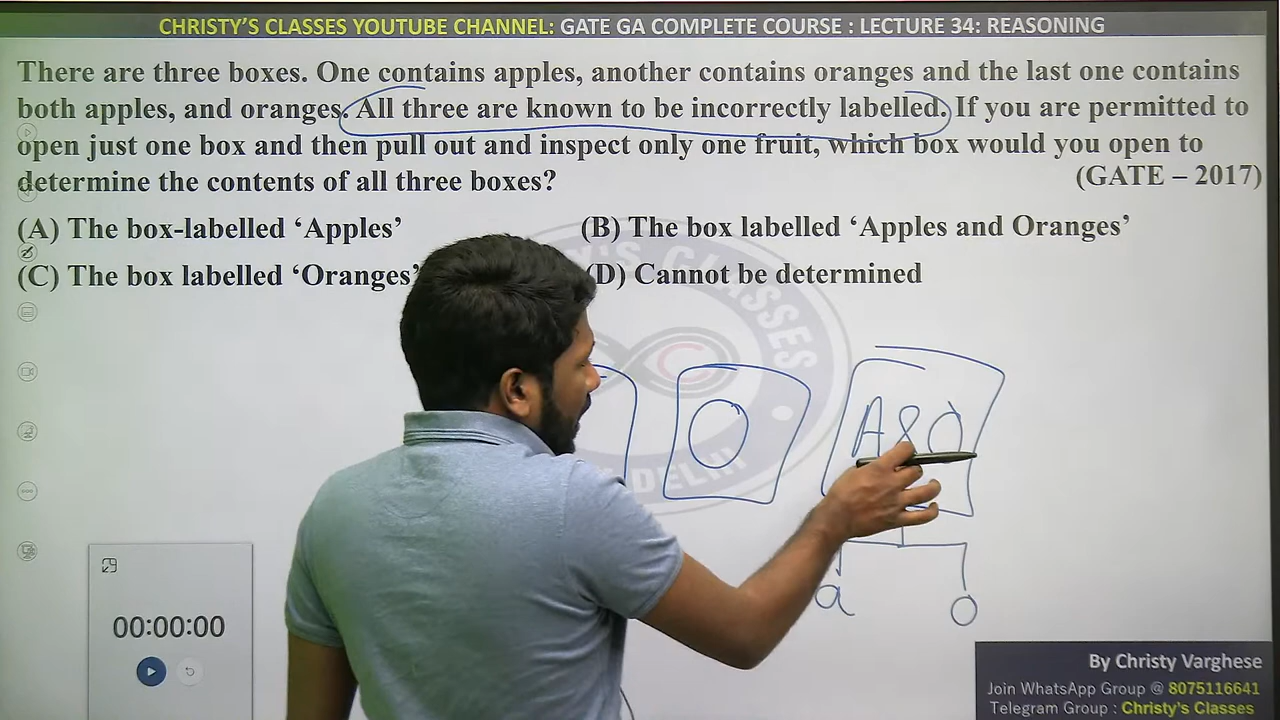 CHRISTY'S CLASSES YOUTUBE CHANNEL: GATE GA COMPLETE COURSE : LECTURE 34: REASONING
There are three boxes. One contains apples, another contains oranges and the last one contains
both apples, and oranges. All three are known to be incorrectly labelled. If you are permitted to
open just one box and then pull out and inspect only one fruit, which box would you open to
determine the contents of all three boxes? (GATE – 2017)
(A) The box-labelled ‘Apples’ (B) The box labelled ‘Apples and Oranges’
(C) The box labelled ‘Oranges’ (D) Cannot be determined
O A & O
a O
00:00:00
By Christy Varghese
Join WhatsApp Group @ 8075116641
Telegram Group : Christy's Classes